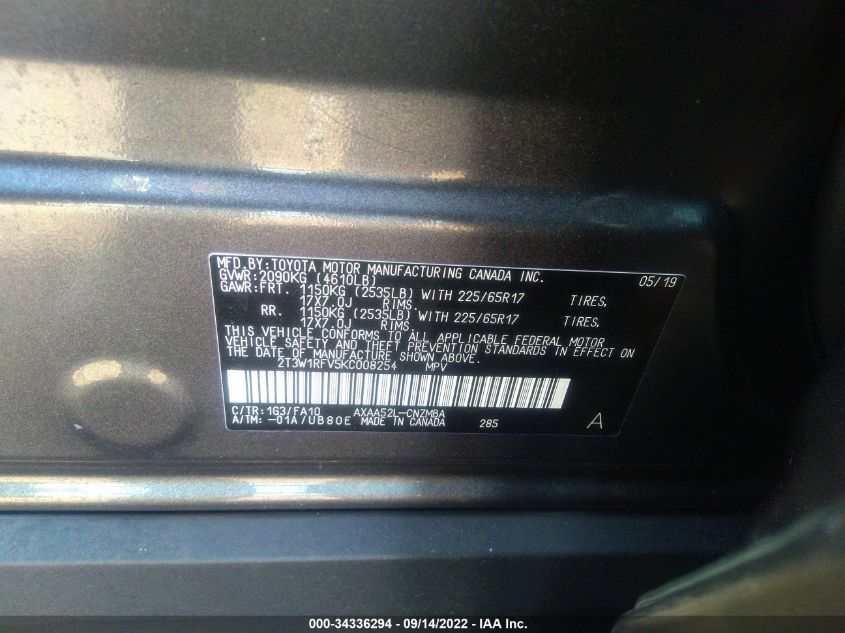 MFD.BY:TOYOTA MOTOR MANUFACTURING CANADA INC. 05/19
GVWR:2090KG (4610LB)
GAWR:FRT. 1150KG (2535LB) WITH 225/65R17 TIRES,
17X7.0J RIMS.
RR. 1150KG (2535LB) WITH 225/65R17 TIRES,
17X7.0J RIMS.
THIS VEHICLE CONFORMS TO ALL APPLICABLE FEDERAL MOTOR
VEHICLE SAFETY AND THEFT PREVENTION STANDARDS IN EFFECT ON
THE DATE OF MANUFACTURE SHOWN ABOVE.
2T3W1RFV5KC008254 MPV
C/TR:1G3/FA10 AXAA52L-CNZMBA
A/TM:-01A/UB80E MADE IN CANADA 285 A
000-34336294 - 09/14/2022 - IAA Inc.